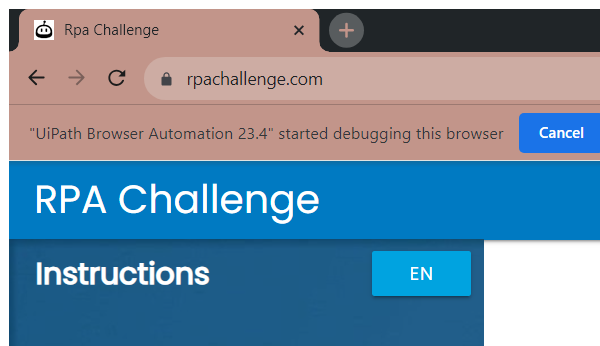 Rpa Challenge
rpachallenge.com
"UiPath Browser Automation 23.4" started debugging this browser
Cancel
RPA Challenge
Instructions
EN